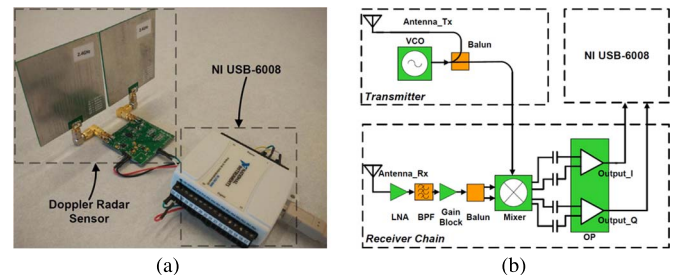 NI USB-6008
Doppler Radar
Sensor
(a)
Antenna_Tx
VCO
Balun
Transmitter
NI USB-6008
Antenna_Rx
LNA
BPF
Gain
Block
Balun
Mixer
OP
Output_I
Output_Q
Receiver Chain
(b)